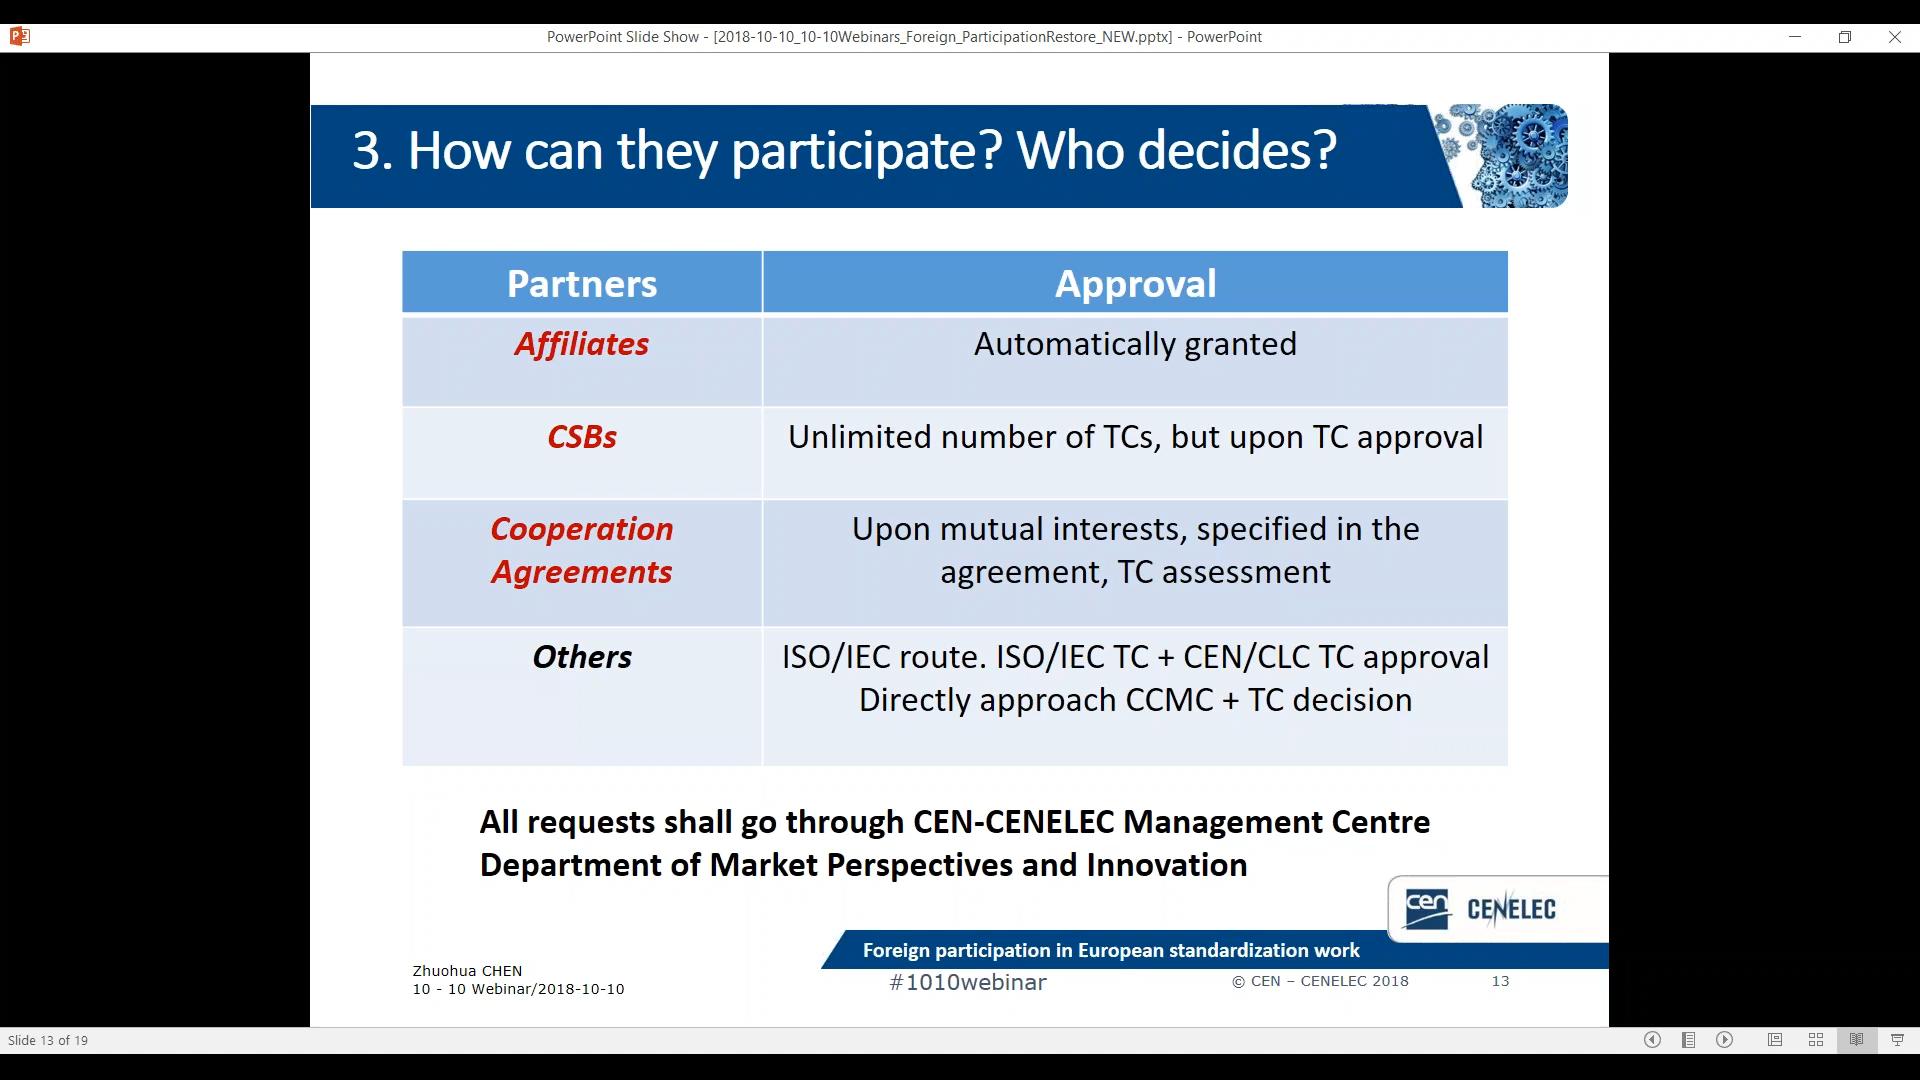 PowerPoint Slide Show - [2018-10-10_10-10Webinars_Foreign_ParticipationRestore_NEW.pptx] - PowerPoint
3. How can they participate? Who decides?
Partners
Approval
Affiliates
Automatically granted
CSBs
Unlimited number of TCs, but upon TC approval
Cooperation
Agreements
Upon mutual interests, specified in the
agreement, TC assessment
Others
ISO/IEC route. ISO/IEC TC + CEN/CLC TC approval
Directly approach CCMC + TC decision
All requests shall go through CEN-CENELEC Management Centre
Department of Market Perspectives and Innovation
cen
CENELEC
Foreign participation in European standardization work
Zhuohua CHEN
10 - 10 Webinar/2018-10-10
#1010webinar
© CEN – CENELEC 2018
13
Slide 13 of 19